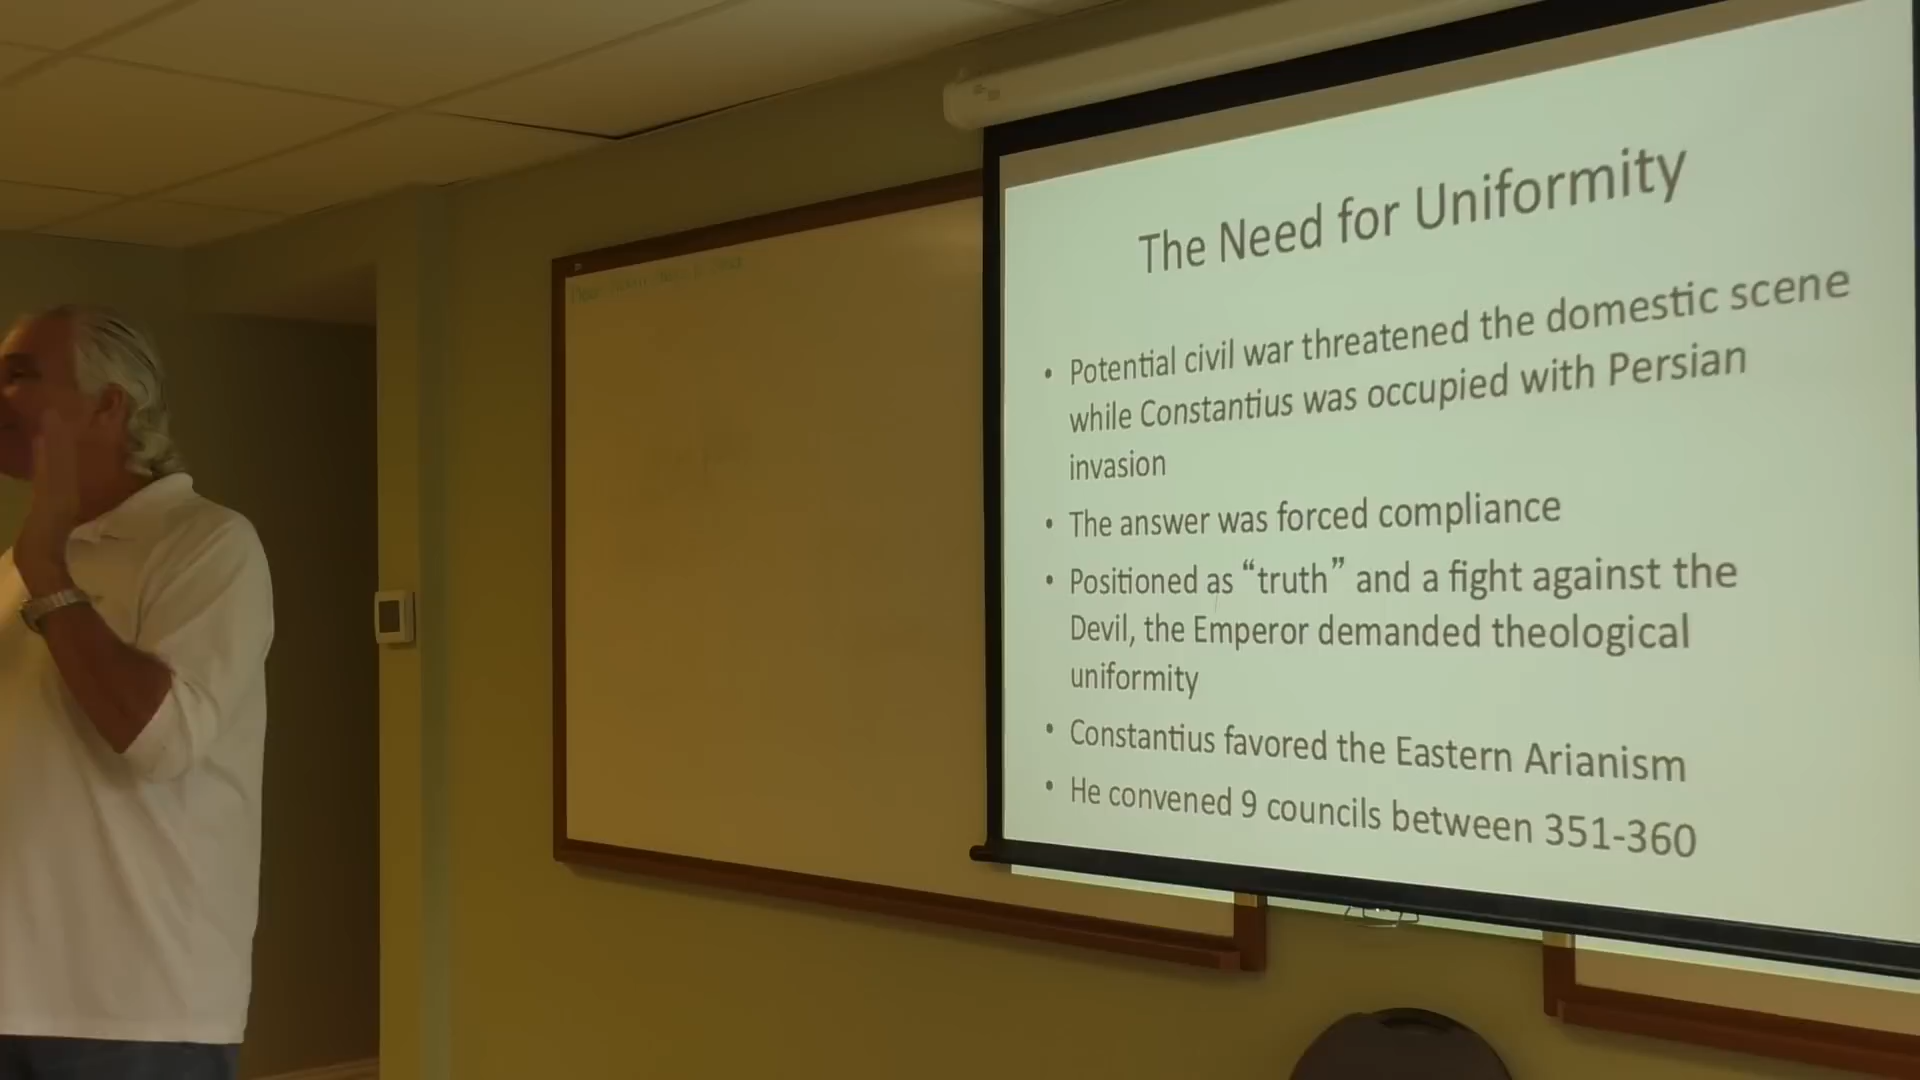 The Need for Uniformity
• Potential civil war threatened the domestic scene
while Constantius was occupied with Persian
invasion
• The answer was forced compliance
• Positioned as “truth” and a fight against the
Devil, the Emperor demanded theological
uniformity
• Constantius favored the Eastern Arianism
• He convened 9 councils between 351-360